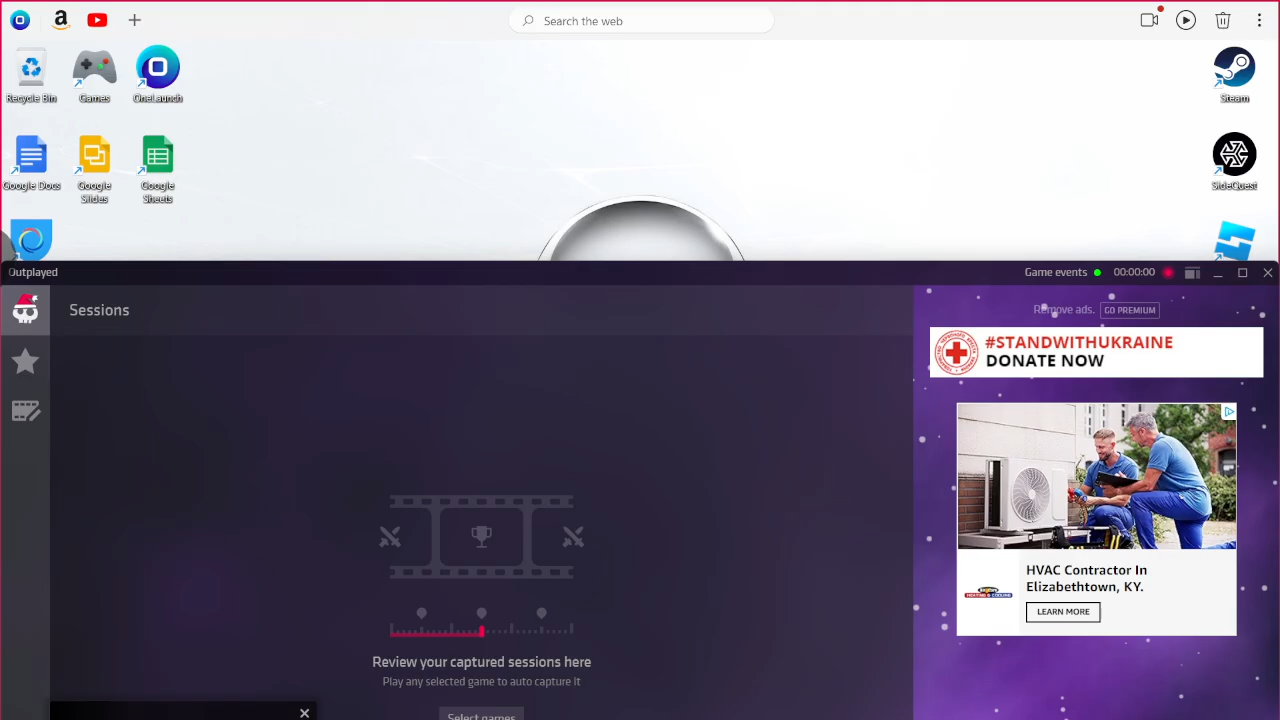 Search the web
Recycle Bin
Games
OneLaunch
Steam
Google Docs
Google Slides
Google Sheets
SideQuest
Outplayed
Game events
00:00:00
Sessions
Remove ads.
GO PREMIUM
#STANDWITHUKRAINE
DONATE NOW
HVAC Contractor In
Elizabethtown, KY.
LEARN MORE
Review your captured sessions here
Play any selected game to auto capture it
Select games